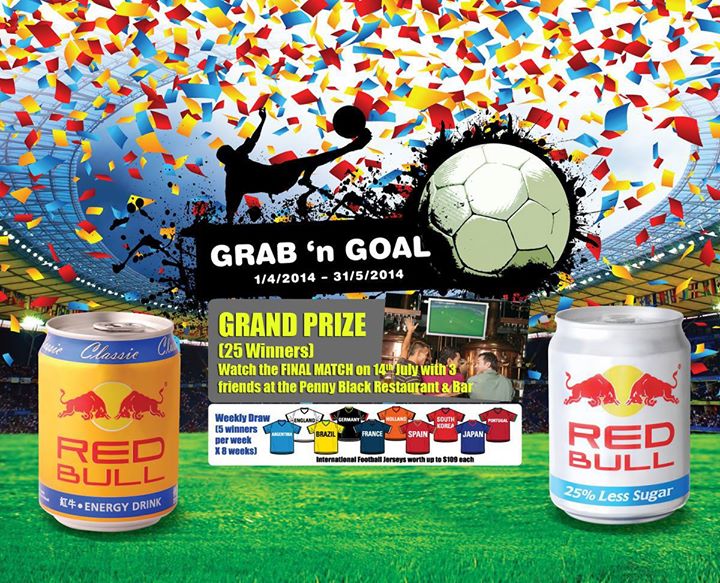 GRAB 'n GOAL
1/4/2014 - 31/5/2014
GRAND PRIZE
(25 Winners)
Watch the FINAL MATCH on 14th July with 3
friends at the Penny Black Restaurant & Bar
Weekly Draw
(5 winners
per week
X 8 weeks)
ARGENTINA
ENGLAND
BRAZIL
GERMANY
FRANCE
HOLLAND
SPAIN
SOUTH
KOREA
JAPAN
PORTUGAL
International Football Jerseys worth up to $109 each
Classic
RED
BULL
紅牛 • ENERGY DRINK
RED
BULL
25% Less Sugar